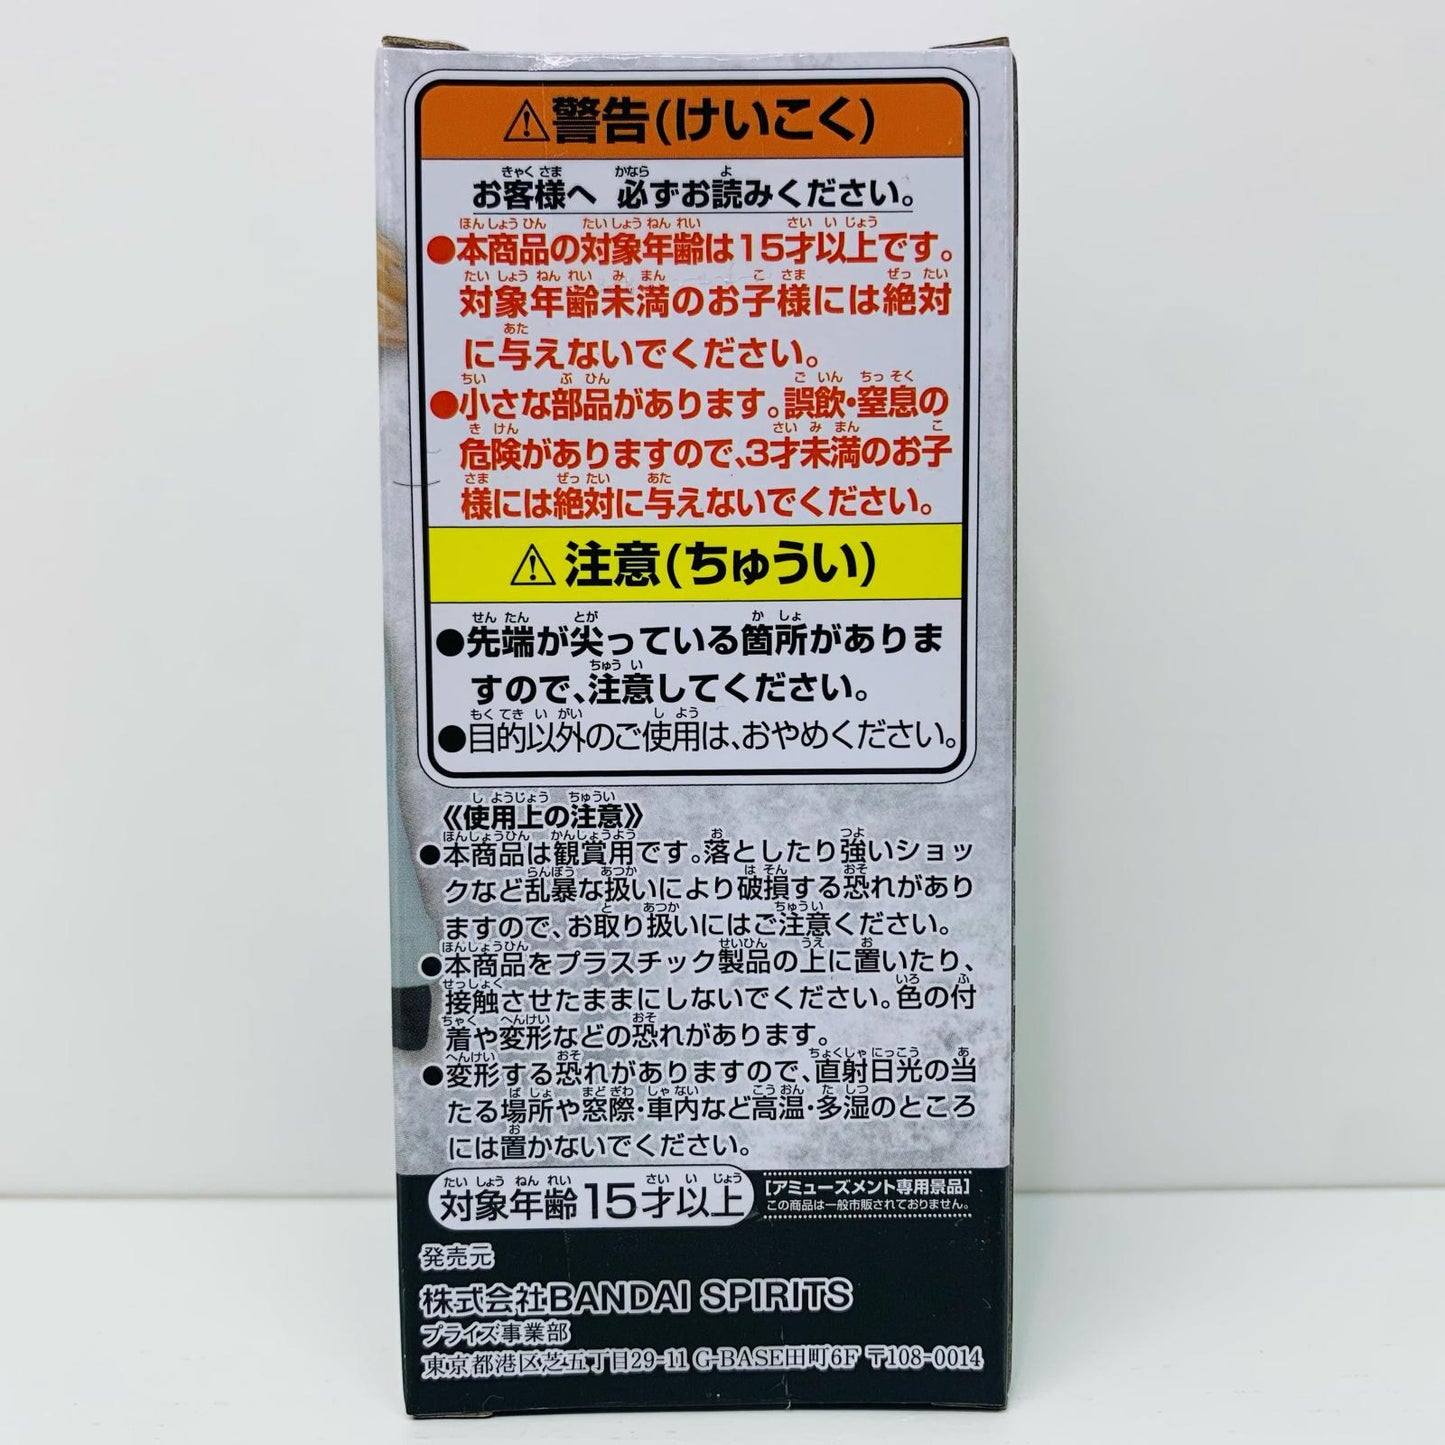 ⚠警告(けいこく)
お客様へ 必ずお読みください。
●本商品の対象年齢は15才以上です。
対象年齢未満のお子様には絶対
に与えないでください。
●小さな部品があります。誤飲・窒息の
危険がありますので、3才未満のお子
様には絶対に与えないでください。
⚠注意(ちゅうい)
●先端が尖っている箇所がありま
すので、注意してください。
●目的以外のご使用は、おやめください。
《使用上の注意》
●本商品は観賞用です。落としたり強いショッ
クなど乱暴な扱いにより破損する恐れがあり
ますので、お取り扱いにはご注意ください。
●本商品をプラスチック製品の上に置いたり、
接触させたままにしないでください。色の付
着や変形などの恐れがあります。
●変形する恐れがありますので、直射日光の当
たる場所や窓際・車内など高温・多湿のところ
には置かないでください。
対象年齢15才以上
[アミューズメント専用景品]
この商品は一般市販されておりません。
発売元
株式会社BANDAI SPIRITS
プライズ事業部
東京都港区芝五丁目29-11 G-BASE田町6F 〒108-0014